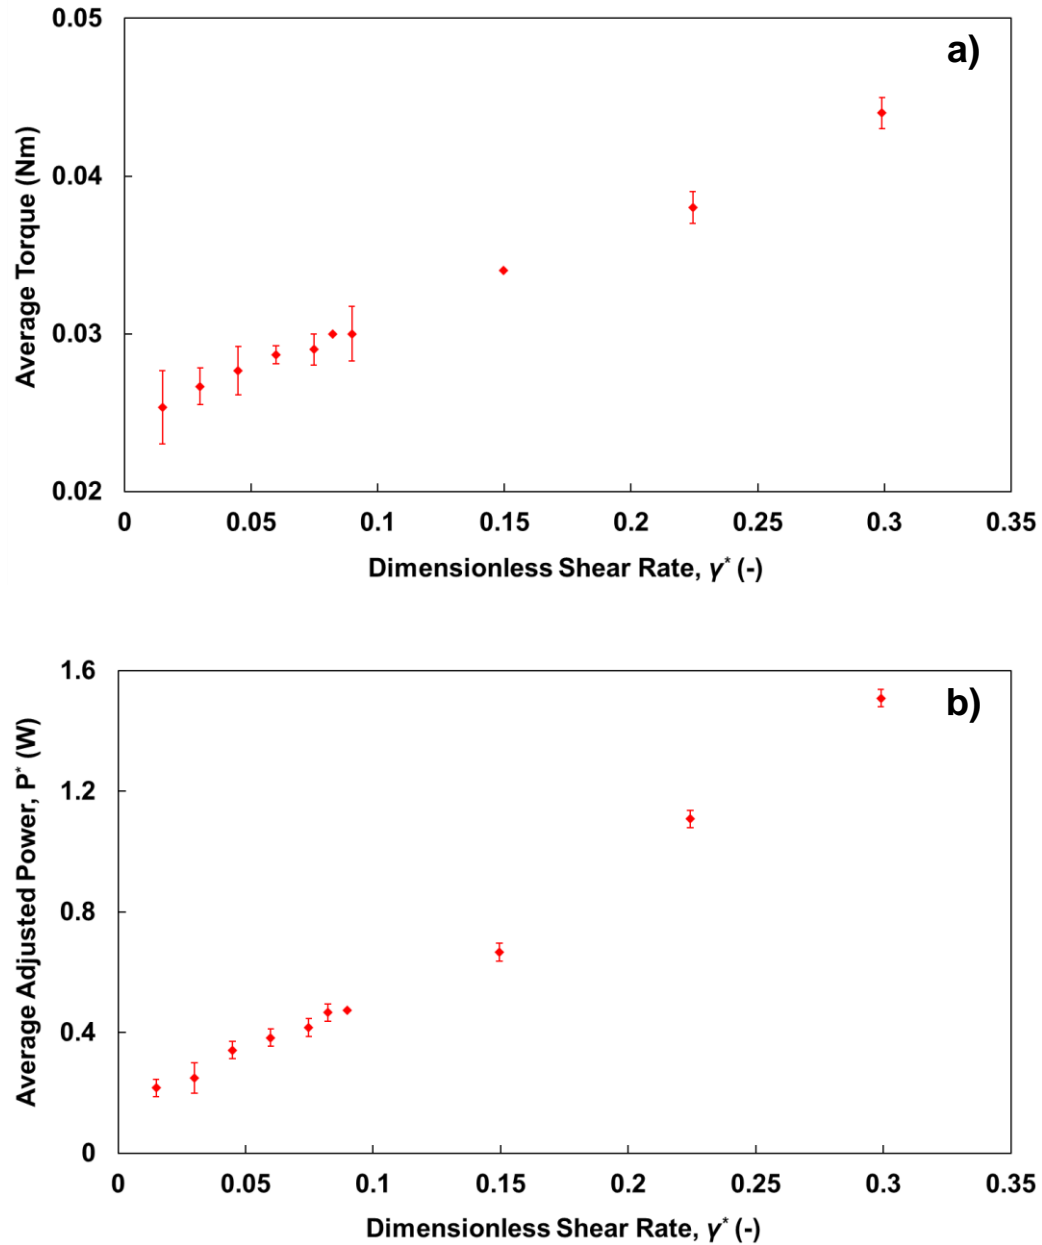 a)
Average Torque (Nm)
0.05
0.04
0.03
0.02
0 0.05 0.1 0.15 0.2 0.25 0.3 0.35
Dimensionless Shear Rate, γ* (-)
b)
Average Adjusted Power, P* (W)
1.6
1.2
0.8
0.4
0
0 0.05 0.1 0.15 0.2 0.25 0.3 0.35
Dimensionless Shear Rate, γ* (-)